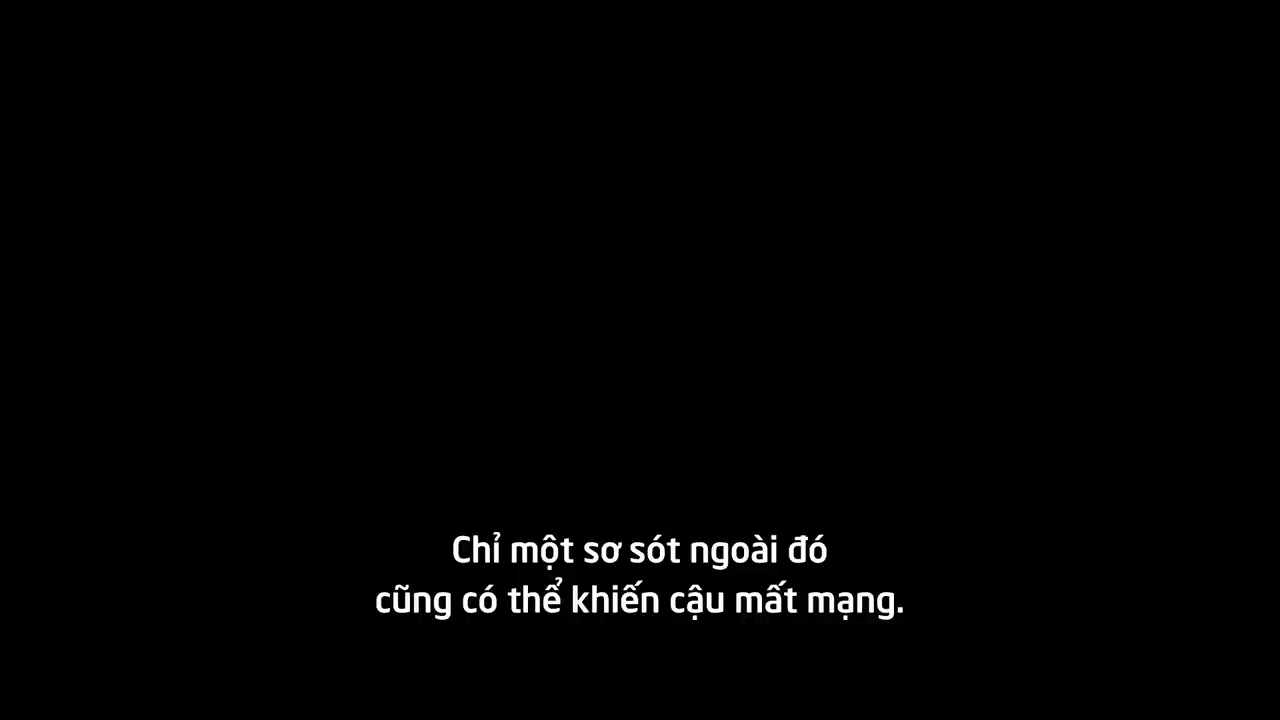 Chỉ một sơ sót ngoài đó
cũng có thể khiến cậu mất mạng.